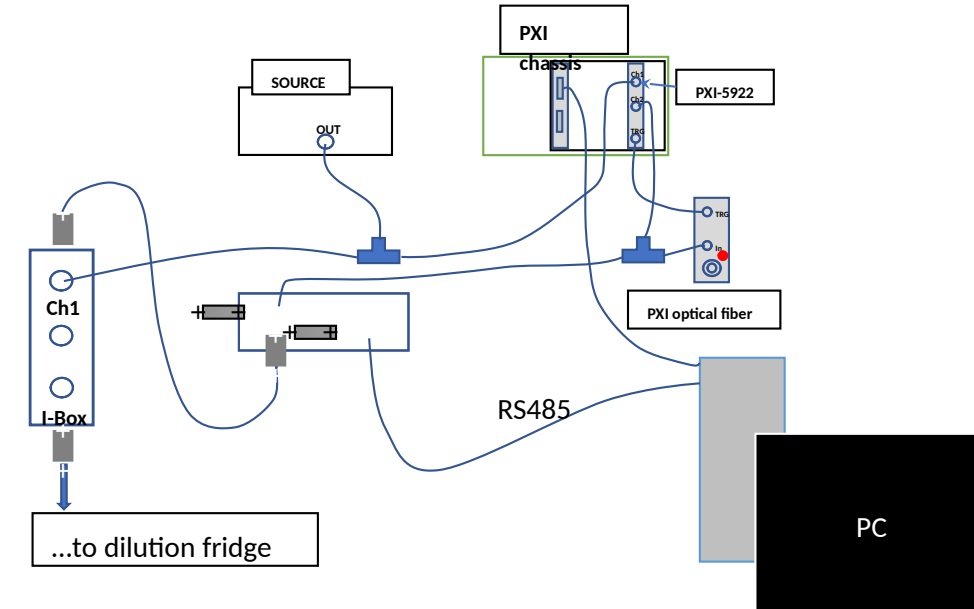 PXI
chassis
SOURCE
OUT
Ch1
Ch2
TRG
PXI-5922
TRG
In
PXI optical fiber
Ch1
I-Box
RS485
PC
...to dilution fridge